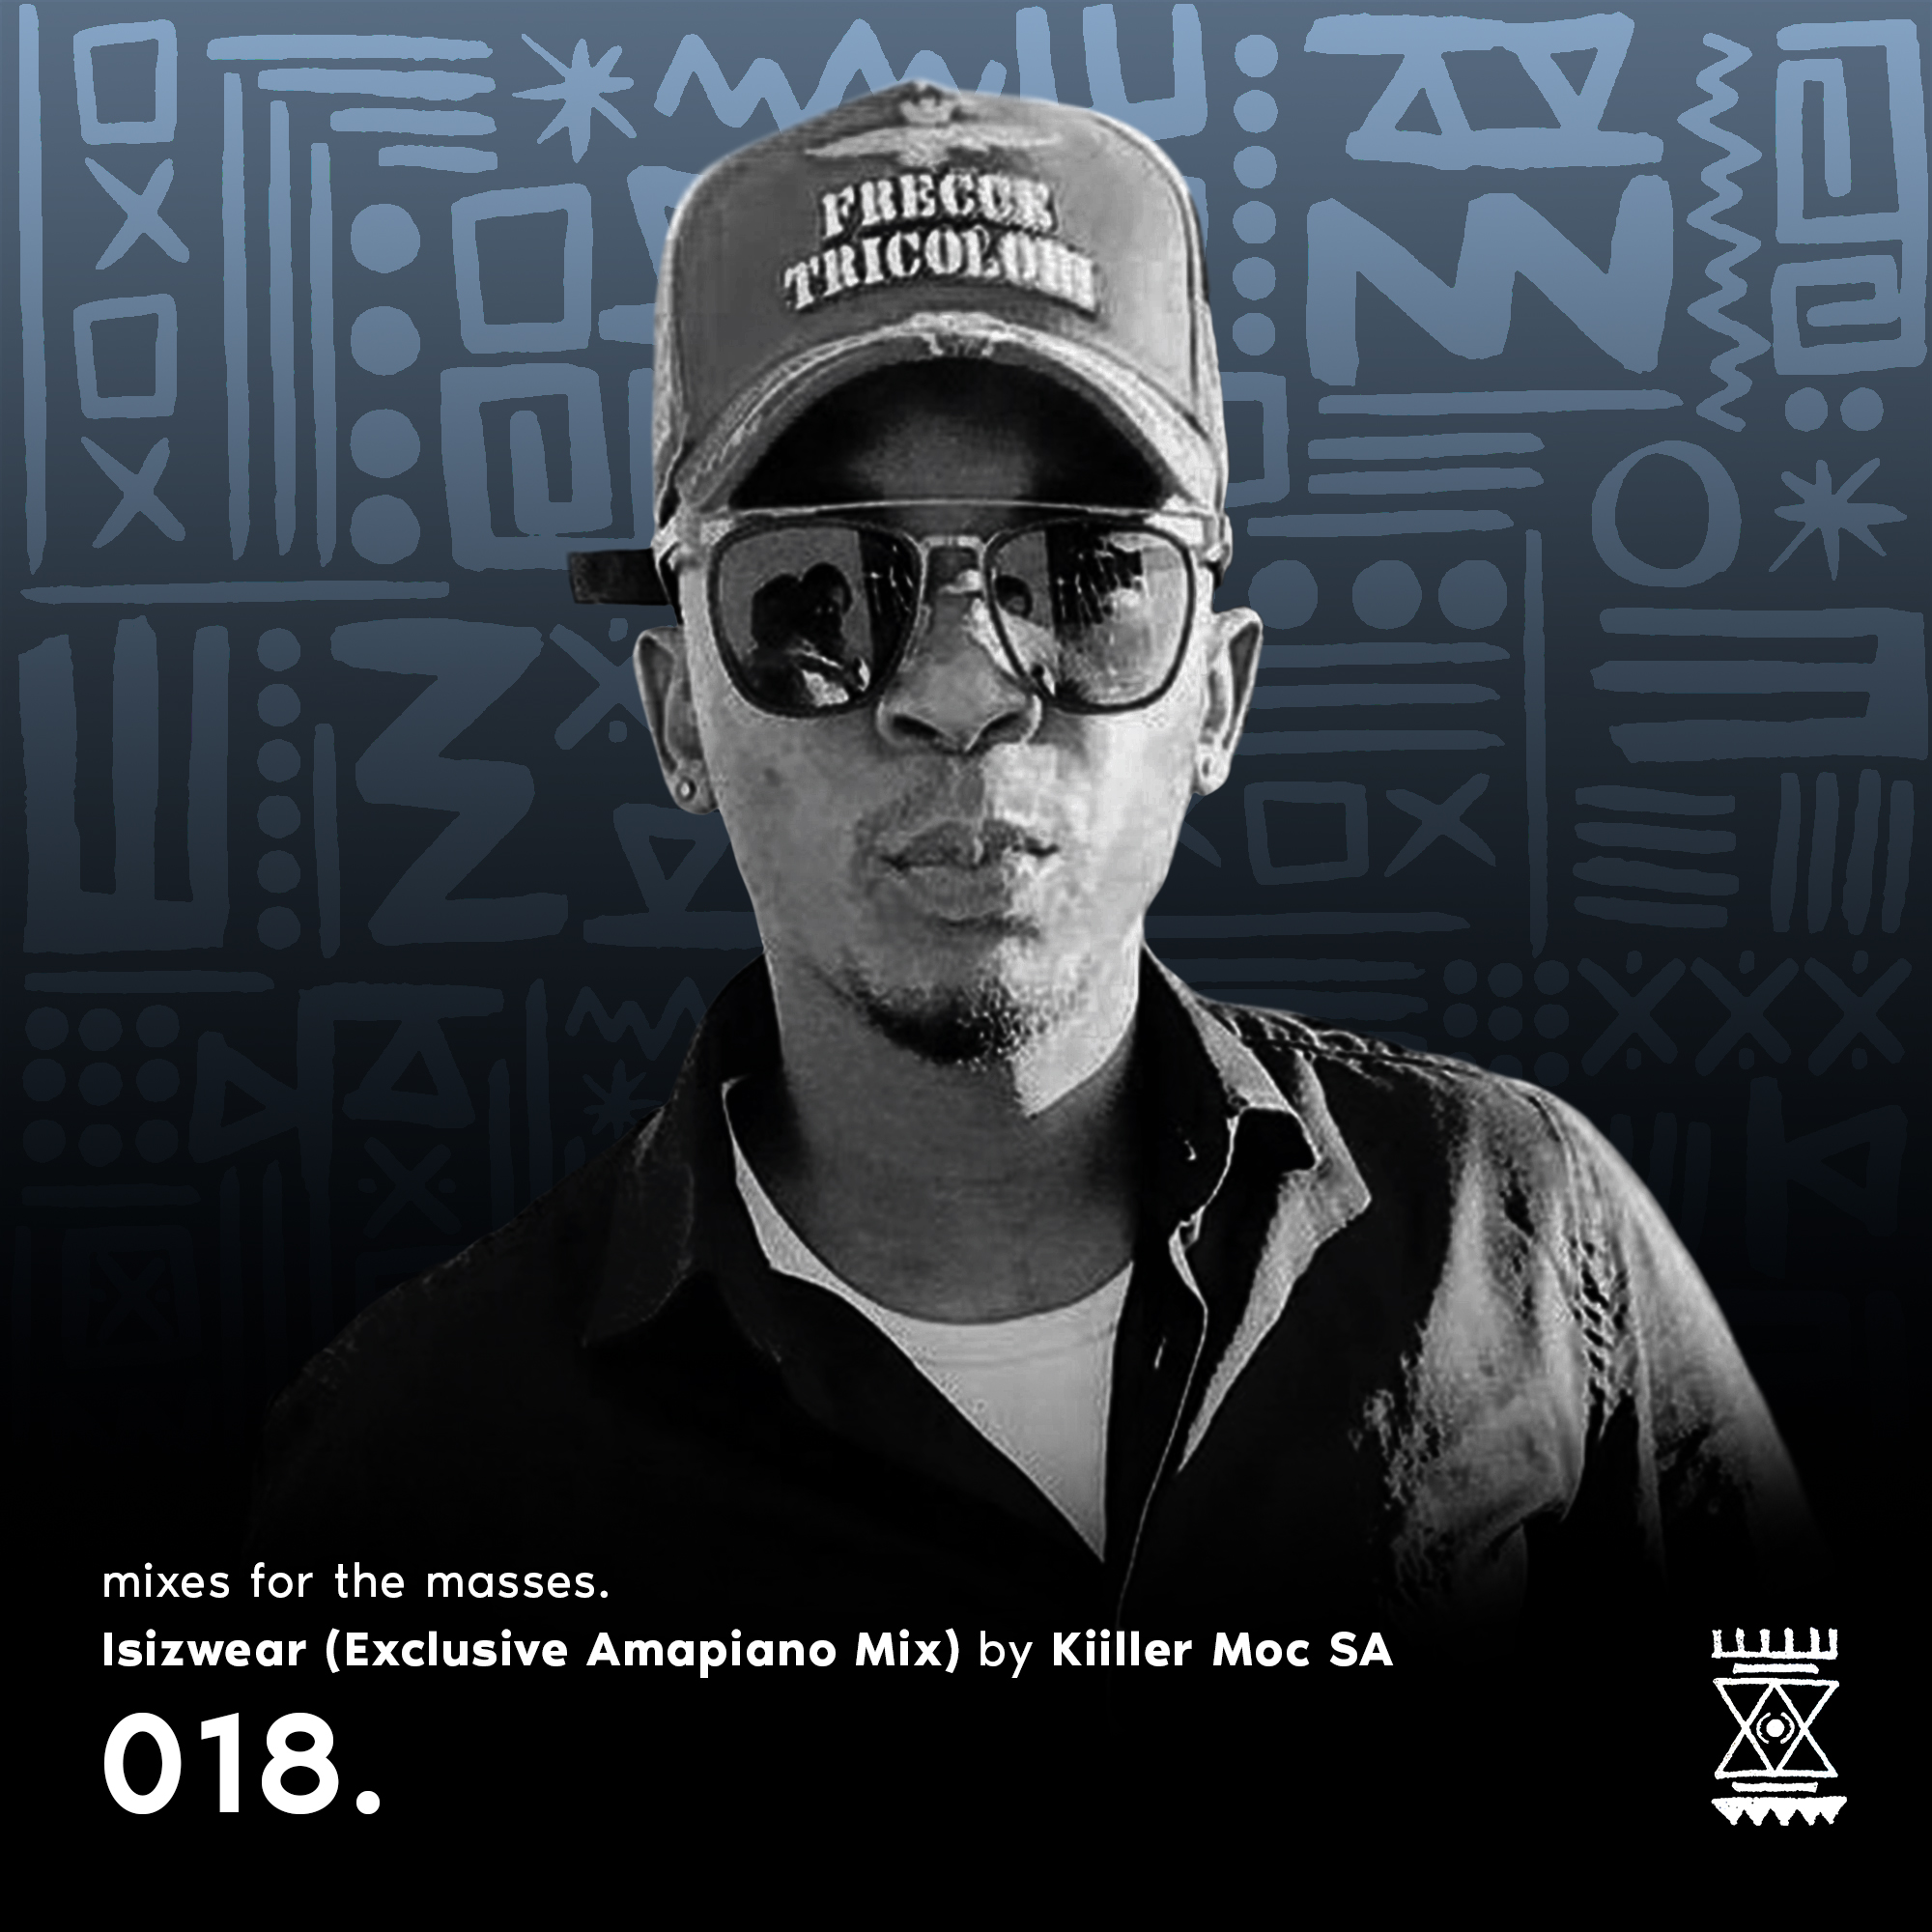 FRECCE
TRICOLORI
mixes for the masses.
Isizwear (Exclusive Amapiano Mix) by Kiiller Moc SA
018.